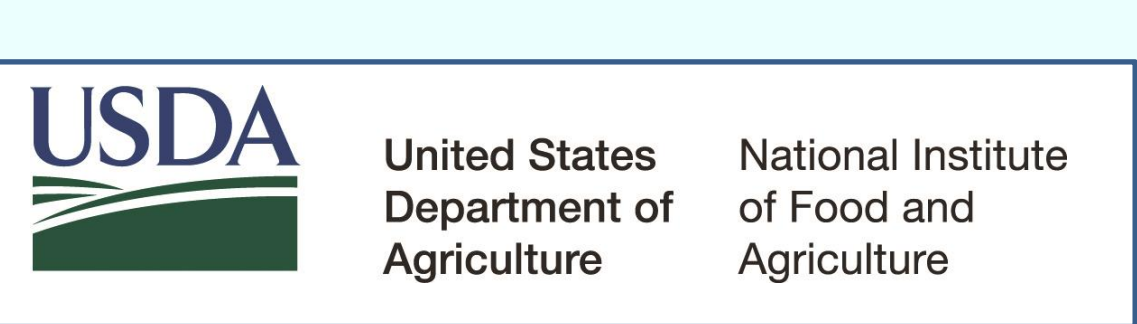 USDA
United States
Department of
Agriculture
National Institute
of Food and
Agriculture